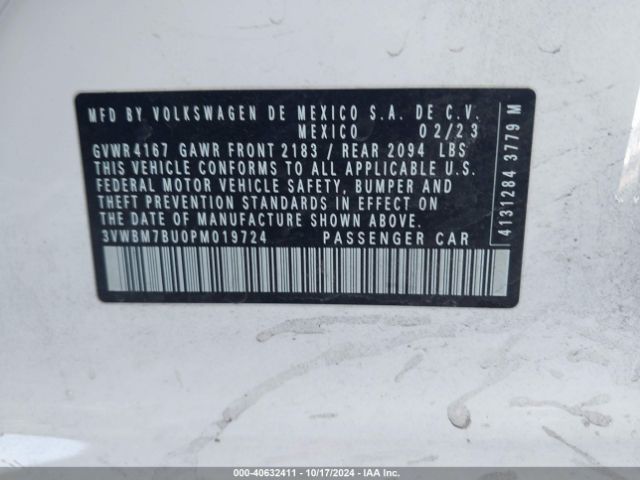 MFD BY VOLKSWAGEN DE MEXICO S.A. DE C.V.
MEXICO 02/23
GVWR 4167 GAWR FRONT 2183 / REAR 2094 LBS
THIS VEHICLE CONFORMS TO ALL APPLICABLE U.S.
FEDERAL MOTOR VEHICLE SAFETY, BUMPER AND
THEFT PREVENTION STANDARDS IN EFFECT ON
THE DATE OF MANUFACTURE SHOWN ABOVE.
3VWBM7BU0PM019724 PASSENGER CAR
4131284 3779 M
000-40632411 | 10/17/2024 | IAA Inc.